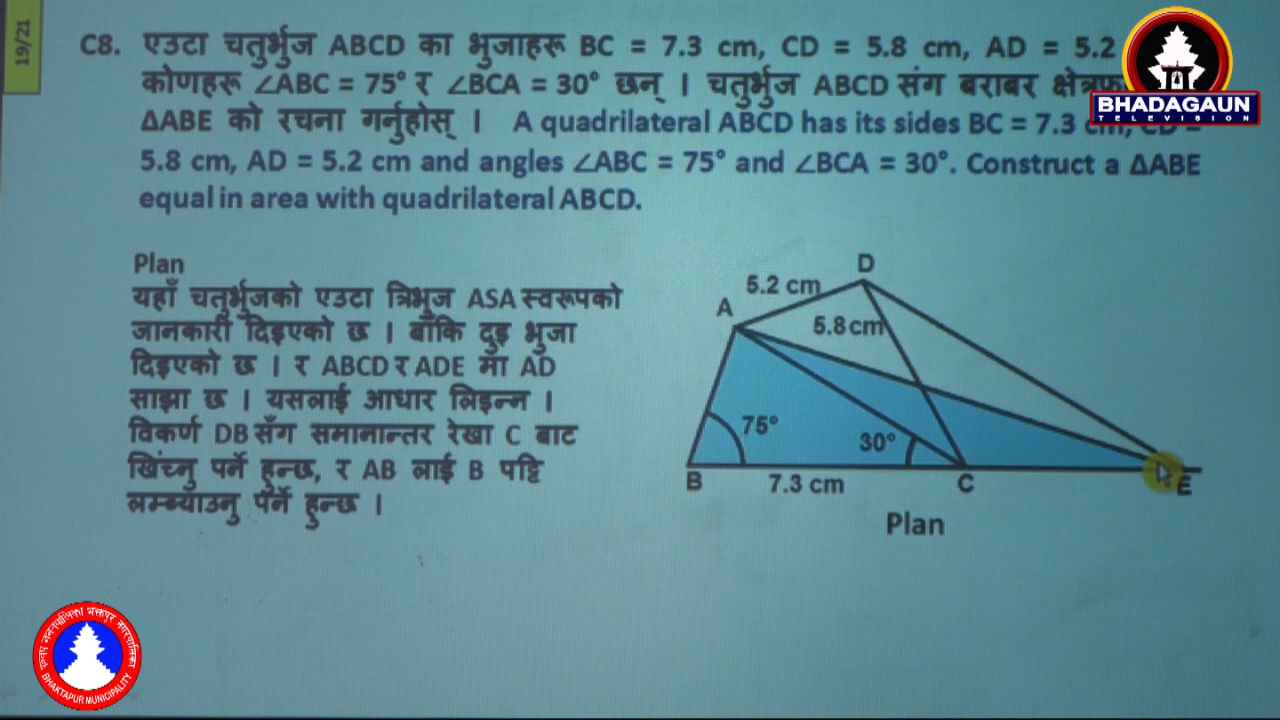 19/21
C8. एउटा चतुर्भुज ABCD का भुजाहरू BC = 7.3 cm, CD = 5.8 cm, AD = 5.2
कोणहरू ∠ABC = 75° र ∠BCA = 30° छन् । चतुर्भुज ABCD संग बराबर
ΔABE को रचना गर्नुहोस् । A quadrilateral ABCD has its sides BC = 7.3 cm, CD =
5.8 cm, AD = 5.2 cm and angles ∠ABC = 75° and ∠BCA = 30°. Construct a ΔABE
equal in area with quadrilateral ABCD.
BHADAGAUN
TELEVISION
Plan
यहाँ चतुर्भुजको एउटा त्रिभुज ASA स्वरूपको
जानकारी दिइएको छ । बाँकि दुइ भुजा
दिइएको छ । र ABCD र ADE माँ AD
साझा छ । यसलाई आधार लिइन्न ।
विकर्ण DB सँग समानान्तर रेखा C बाट
खिंच्नु पर्ने हुन्छ, र AB लाई B पट्टि
लम्ब्याउनु पर्ने हुन्छ ।
D
5.2 cm
A
5.8 cm
75°
30°
B
7.3 cm
C
E
Plan
BHAKTAPUR MUNICIPALITY